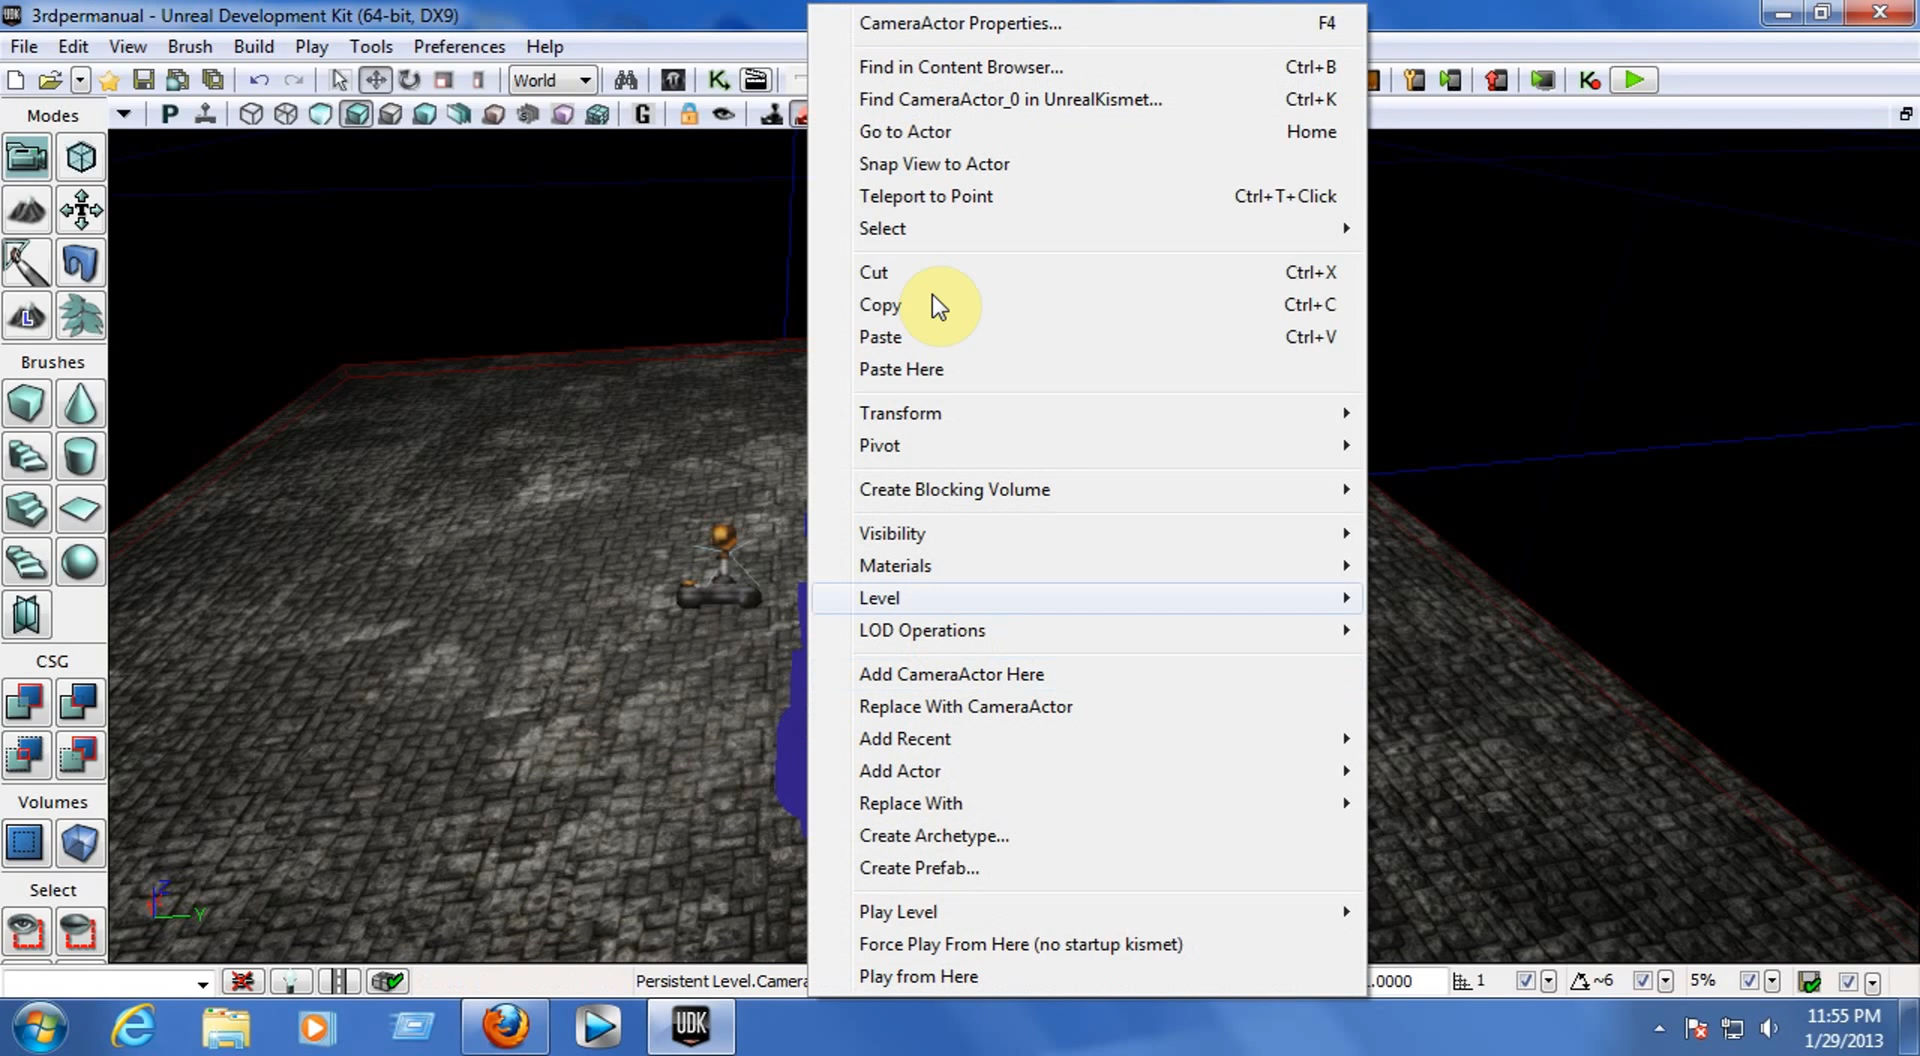 3rdpermanual - Unreal Development Kit (64-bit, DX9)
File Edit View Brush Build Play Tools Preferences Help
World
Modes
Brushes
CSG
Volumes
Select
CameraActor Properties... F4
Find in Content Browser... Ctrl+B
Find CameraActor_0 in UnrealKismet... Ctrl+K
Go to Actor Home
Snap View to Actor
Teleport to Point Ctrl+T+Click
Select
Cut Ctrl+X
Copy Ctrl+C
Paste Ctrl+V
Paste Here
Transform
Pivot
Create Blocking Volume
Visibility
Materials
Level
LOD Operations
Add CameraActor Here
Replace With CameraActor
Add Recent
Add Actor
Replace With
Create Archetype...
Create Prefab...
Play Level
Force Play From Here (no startup kismet)
Play from Here
Z
Y
Persistent Level.Camera
.0000 1 ~6 5%
UDK
11:55 PM
1/29/2013